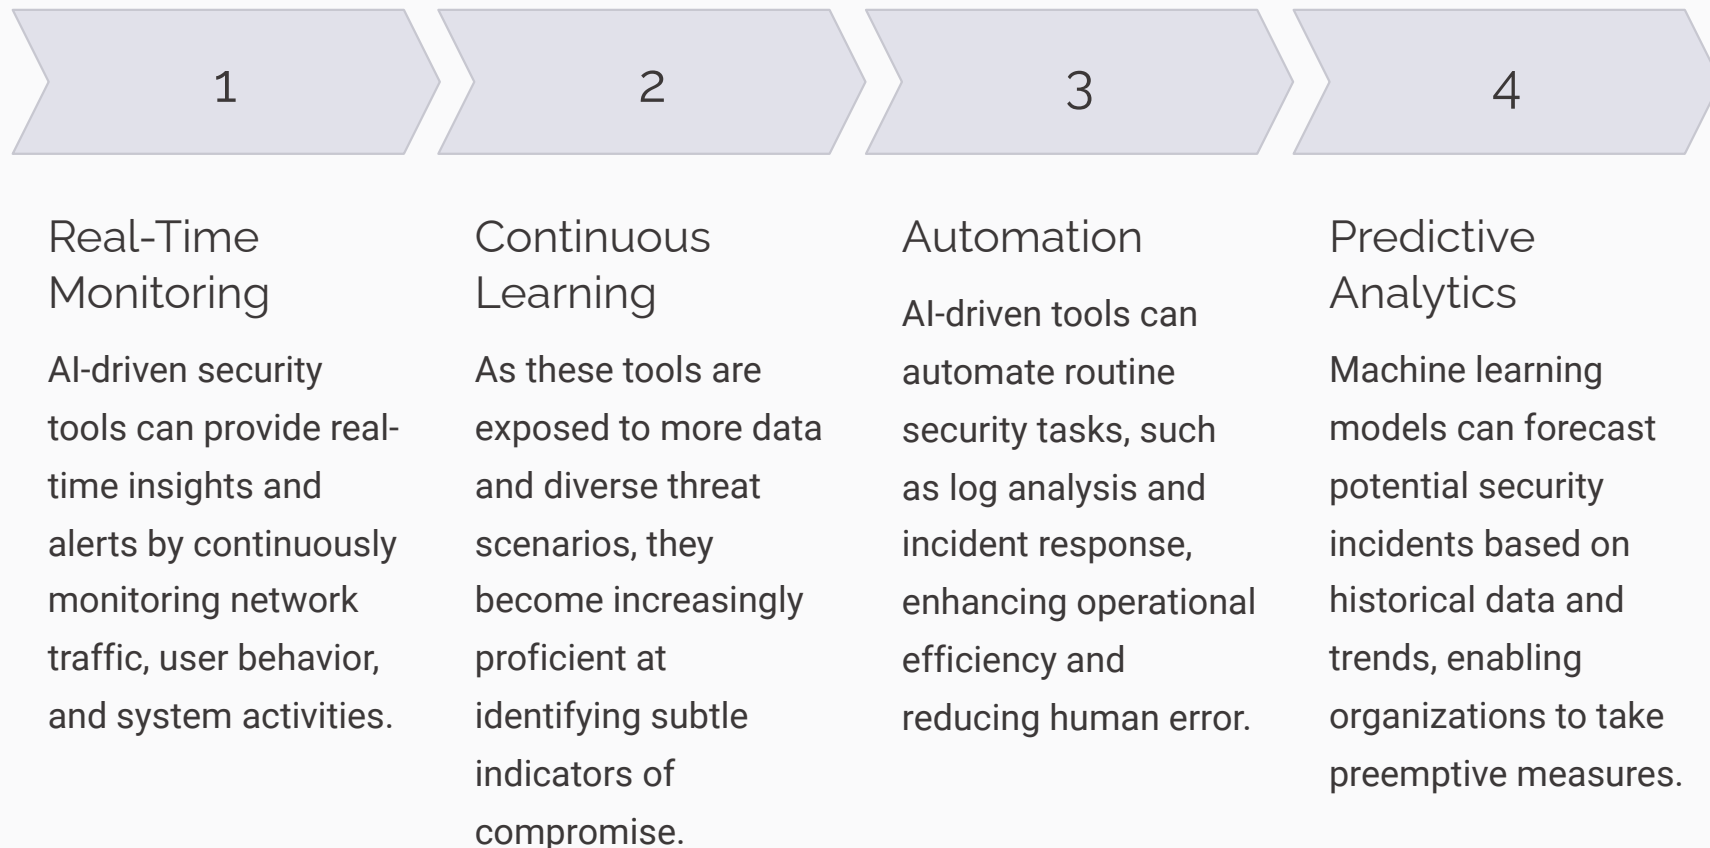 1
Real-Time
Monitoring
AI-driven security
tools can provide real-
time insights and
alerts by continuously
monitoring network
traffic, user behavior,
and system activities.
2
Continuous
Learning
As these tools are
exposed to more data
and diverse threat
scenarios, they
become increasingly
proficient at
identifying subtle
indicators of
compromise.
3
Automation
AI-driven tools can
automate routine
security tasks, such
as log analysis and
incident response,
enhancing operational
efficiency and
reducing human error.
4
Predictive
Analytics
Machine learning
models can forecast
potential security
incidents based on
historical data and
trends, enabling
organizations to take
preemptive measures.